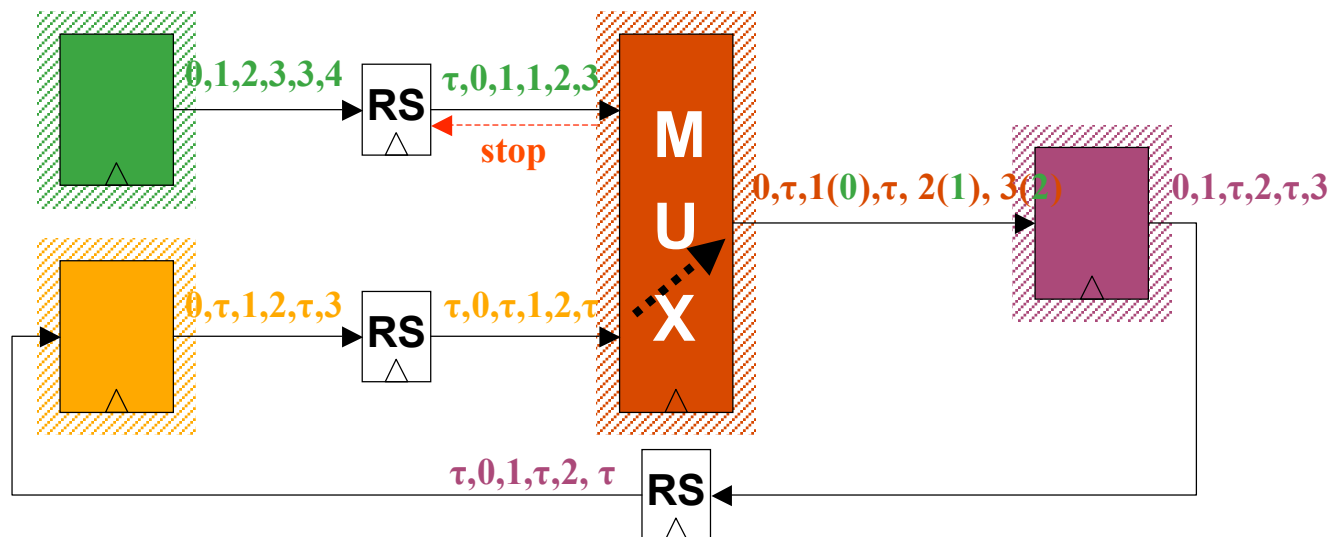 0,1,2,3,3,4
RS
τ,0,1,1,2,3
stop
M
U
X
0,τ,1(0),τ, 2(1), 3(2)
0,1,τ,2,τ,3
0,τ,1,2,τ,3
RS
τ,0,τ,1,2,τ
τ,0,1,τ,2, τ
RS